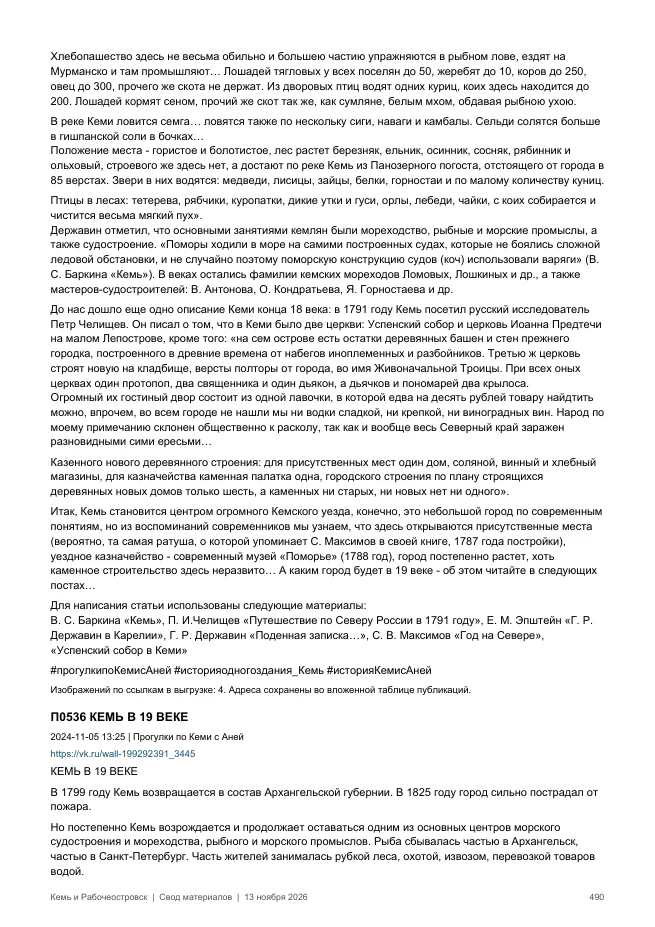 Хлебопашество здесь не весьма обильно и большею частию упражняются в рыбном лове, ездят на
Мурманско и там промышляют… Лошадей тягловых у всех поселян до 50, жеребят до 10, коров до 250,
овец до 300, прочего же скота не держат. Из дворовых птиц водят одних куриц, коих здесь находится до
200. Лошадей кормят сеном, прочий же скот так же, как сумляне, белым мхом, обдавая рыбною ухою.
В реке Кеми ловится семга… ловятся также по нескольку сиги, наваги и камбалы. Сельди солятся больше
в гишпанской соли в бочках…
Положение места - гористое и болотистое, лес растет березняк, ельник, осинник, сосняк, рябинник и
ольховый, строевого же здесь нет, а достают по реке Кемь из Панозерного погоста, отстоящего от города в
85 верстах. Звери в них водятся: медведи, лисицы, зайцы, белки, горностаи и по малому количеству куниц.
Птицы в лесах: тетерева, рябчики, куропатки, дикие утки и гуси, орлы, лебеди, чайки, с коих собирается и
чистится весьма мягкий пух».
Державин отметил, что основными занятиями кемлян были мореходство, рыбные и морские промыслы, а
также судостроение. «Поморы ходили в море на самими построенных судах, которые не боялись сложной
ледовой обстановки, и не случайно поэтому поморскую конструкцию судов (коч) использовали варяги» (В.
С. Баркина «Кемь»). В веках остались фамилии кемских мореходов Ломовых, Лошкиных и др., а также
мастеров-судостроителей: В. Антонова, О. Кондратьева, Я. Горностаева и др.
До нас дошло еще одно описание Кеми конца 18 века: в 1791 году Кемь посетил русский исследователь
Петр Челищев. Он писал о том, что в Кеми было две церкви: Успенский собор и церковь Иоанна Предтечи
на малом Лепострове, кроме того: «на сем острове есть остатки деревянных башен и стен прежнего
городка, построенного в древние времена от набегов иноплеменных и разбойников. Третью ж церковь
строят новую на кладбище, версты полторы от города, во имя Живоначальной Троицы. При всех оных
церквах один протопоп, два священника и один дьякон, а дьячков и пономарей два крылоса.
Огромный их гостиный двор состоит из одной лавочки, в которой едва на десять рублей товару найдтить
можно, впрочем, во всем городе не нашли мы ни водки сладкой, ни крепкой, ни виноградных вин. Народ по
моему примечанию склонен общественно к расколу, так как и вообще весь Северный край заражен
разновидными сими ересьми…
Казенного нового деревянного строения: для присутственных мест один дом, соляной, винный и хлебный
магазины, для казначейства каменная палатка одна, городского строения по плану строящихся
деревянных новых домов только шесть, а каменных ни старых, ни новых нет ни одного».
Итак, Кемь становится центром огромного Кемского уезда, конечно, это небольшой город по современным
понятиям, но из воспоминаний современников мы узнаем, что здесь открываются присутственные места
(вероятно, та самая ратуша, о которой упоминает С. Максимов в своей книге, 1787 года постройки),
уездное казначейство - современный музей «Поморье» (1788 год), город постепенно растет, хоть
каменное строительство здесь неразвито… А каким город будет в 19 веке - об этом читайте в следующих
постах…
Для написания статьи использованы следующие материалы:
В. С. Баркина «Кемь», П. И.Челищев «Путешествие по Северу России в 1791 году», Е. М. Эпштейн «Г. Р.
Державин в Карелии», Г. Р. Державин «Поденная записка…», С. В. Максимов «Год на Севере»,
«Успенский собор в Кеми»
#прогулкипоКемисАней #историяодногоздания_Кемь #историяКемисАней
Изображений по ссылкам в выгрузке: 4. Адреса сохранены во вложенной таблице публикаций.
П0536 КЕМЬ В 19 ВЕКЕ
2024-11-05 13:25 | Прогулки по Кеми с Аней
https://vk.ru/wall-199292391_3445
КЕМЬ В 19 ВЕКЕ
В 1799 году Кемь возвращается в состав Архангельской губернии. В 1825 году город сильно пострадал от
пожара.
Но постепенно Кемь возрождается и продолжает оставаться одним из основных центров морского
судостроения и мореходства, рыбного и морского промыслов. Рыба сбывалась частью в Архангельск,
частью в Санкт-Петербург. Часть жителей занималась рубкой леса, охотой, извозом, перевозкой товаров
водой.
Кемь и Рабочеостровск | Свод материалов | 13 ноября 2026
490